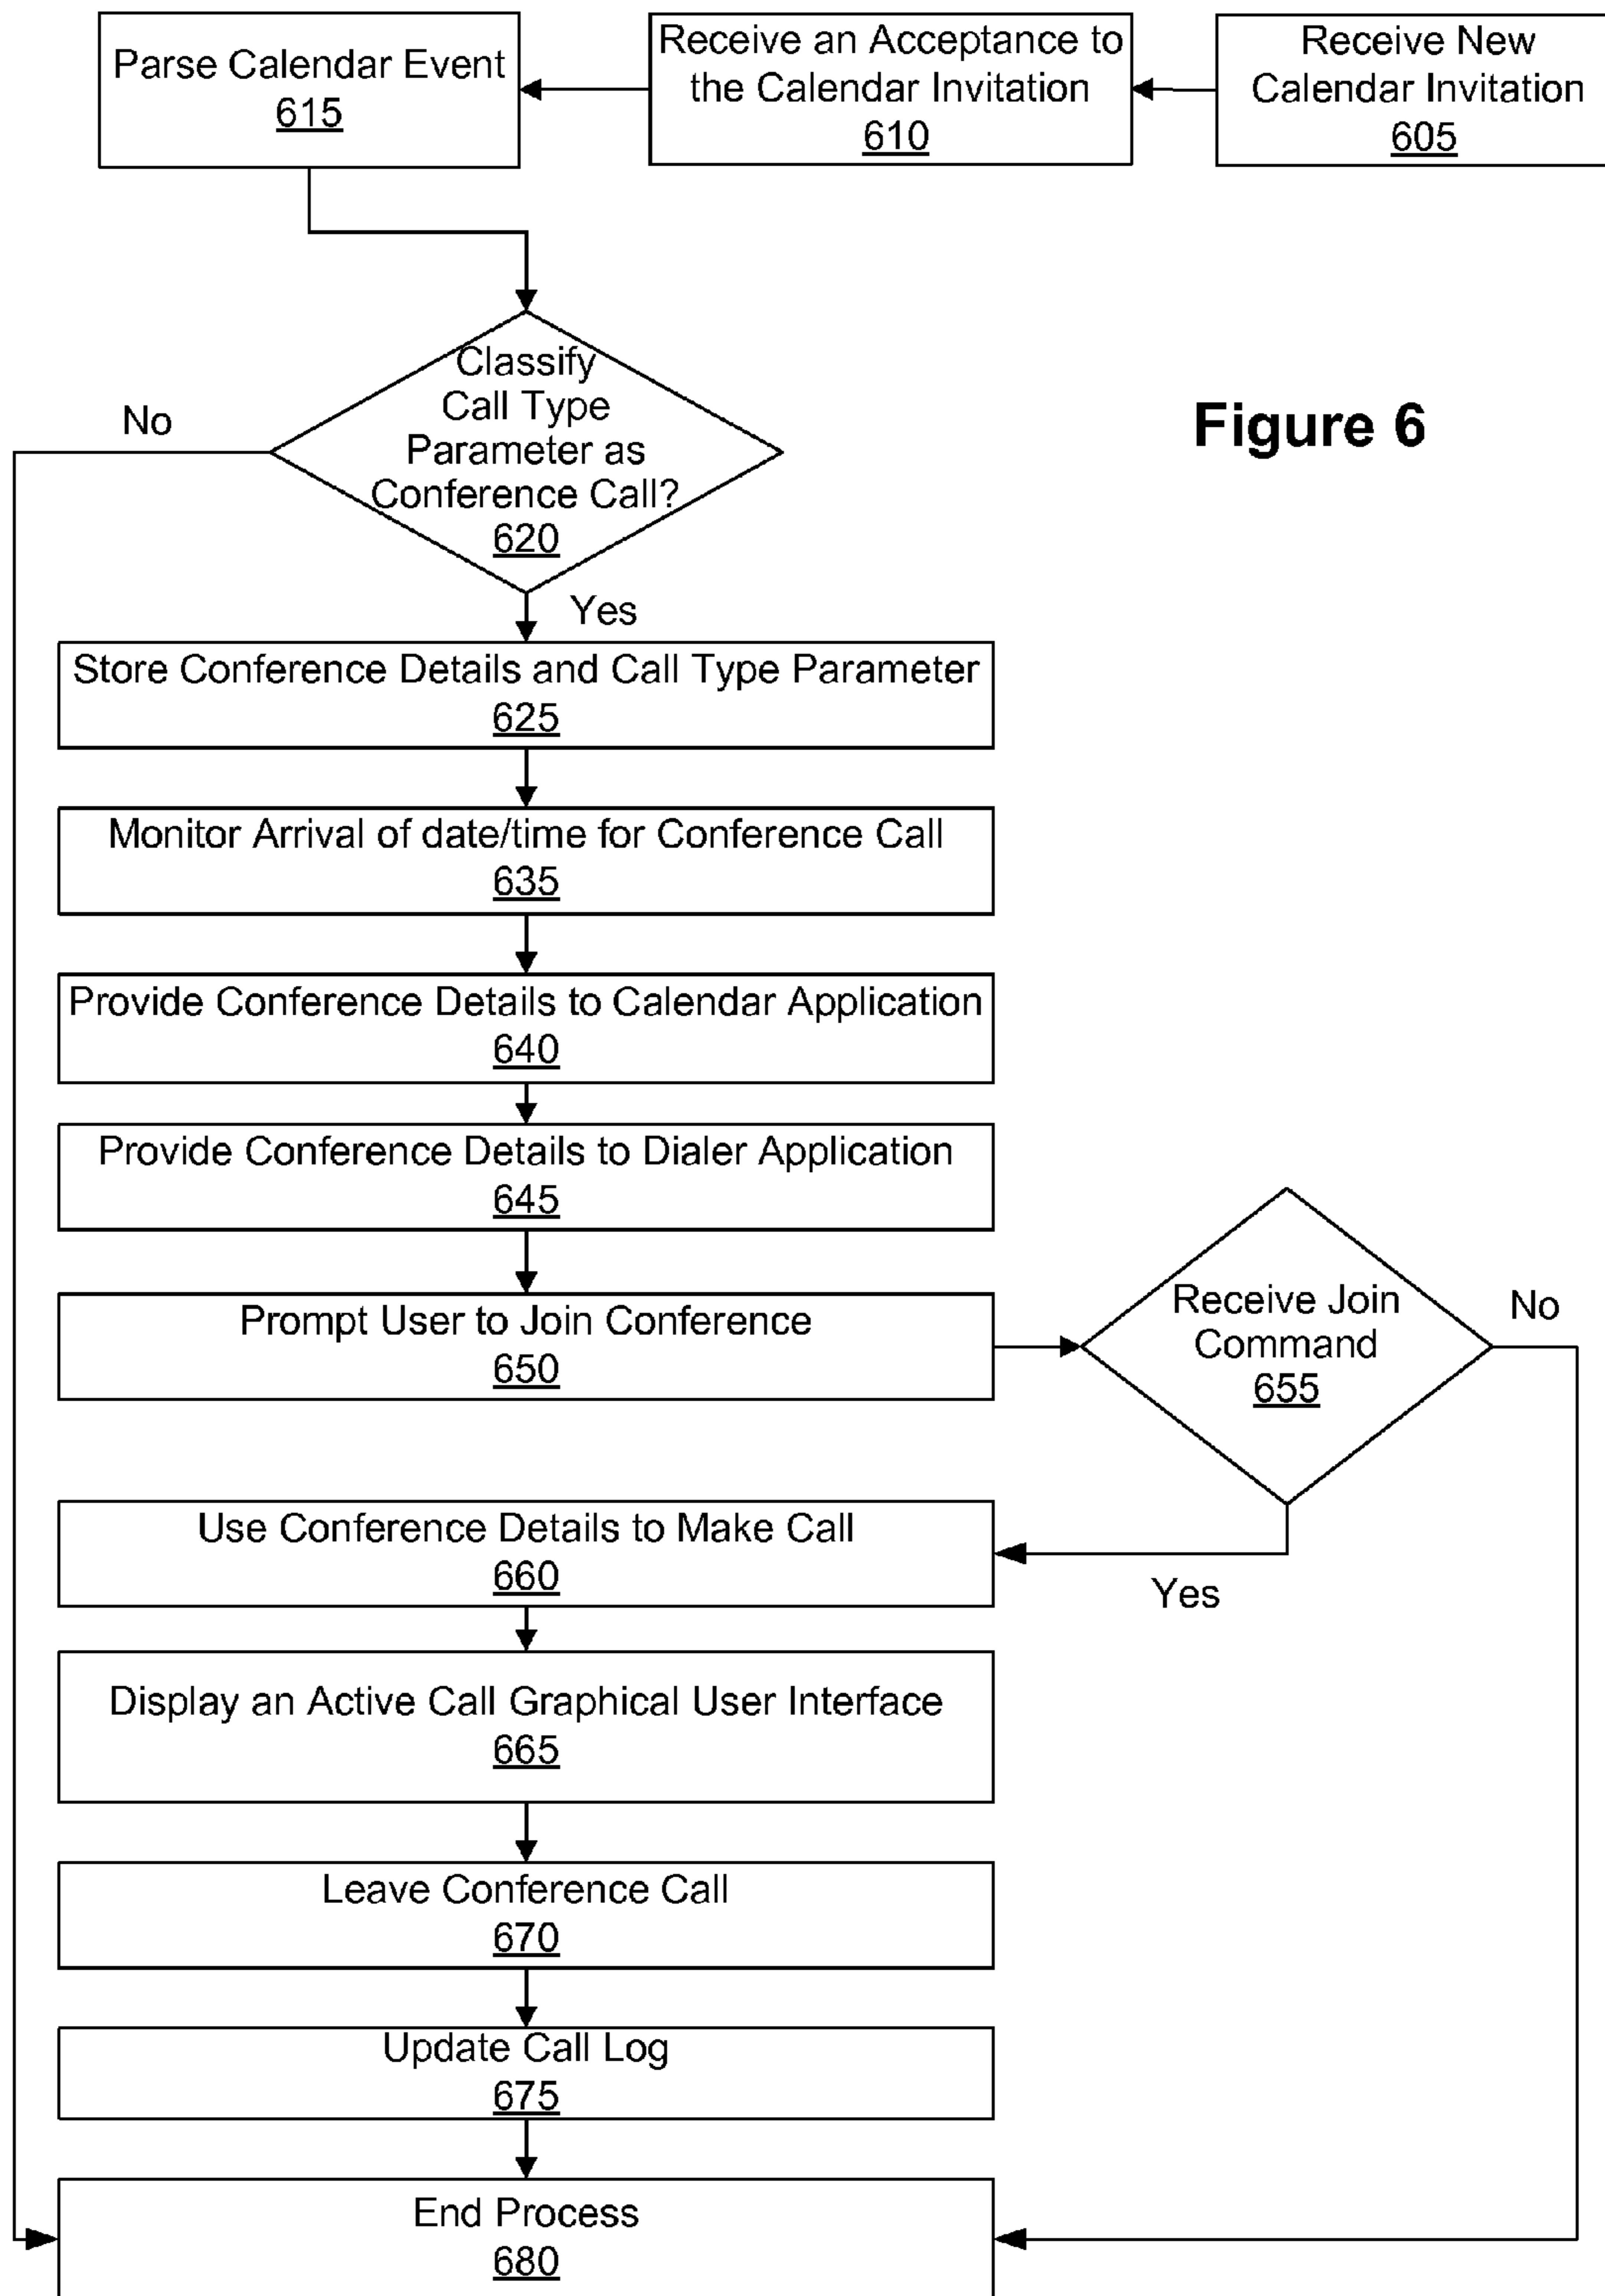 Parse Calendar Event
615
Receive an Acceptance to
the Calendar Invitation
610
Receive New
Calendar Invitation
605
Classify
Call Type
Parameter as
Conference Call?
620
No
Figure 6
Yes
Store Conference Details and Call Type Parameter
625
Monitor Arrival of date/time for Conference Call
635
Provide Conference Details to Calendar Application
640
Provide Conference Details to Dialer Application
645
Prompt User to Join Conference
650
Receive Join
Command
655
No
Yes
Use Conference Details to Make Call
660
Display an Active Call Graphical User Interface
665
Leave Conference Call
670
Update Call Log
675
End Process
680